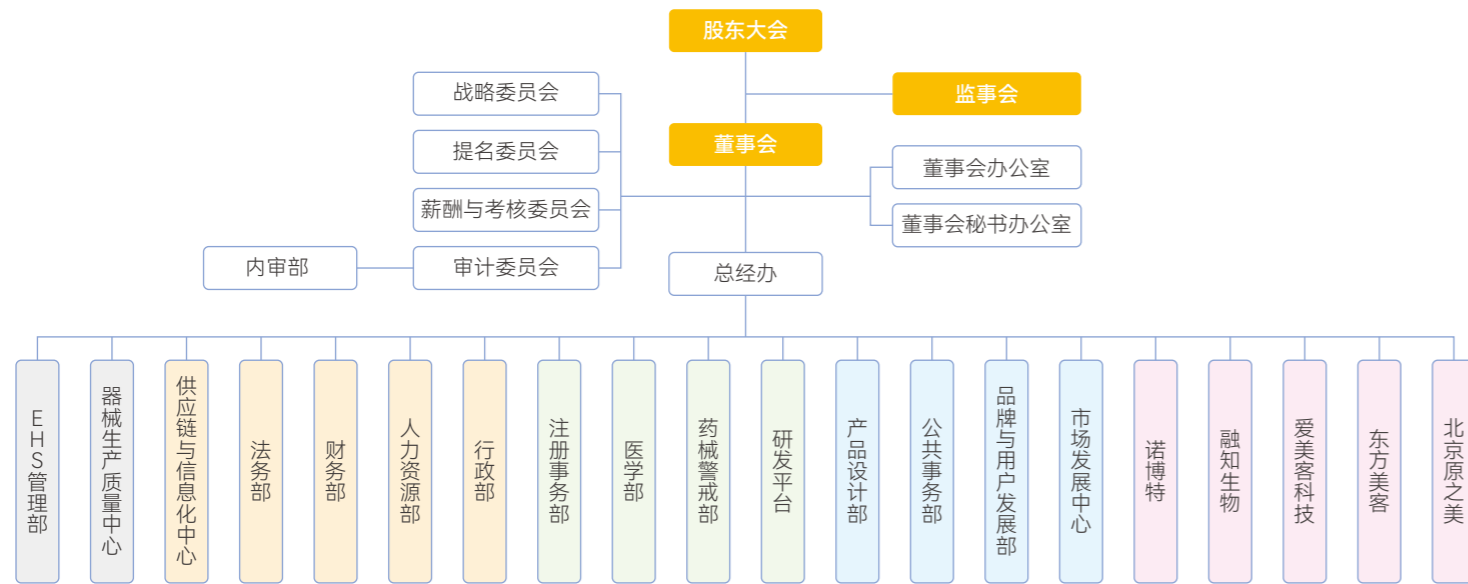 股东大会
战略委员会
监事会
提名委员会
董事会
董事会办公室
薪酬与考核委员会
董事会秘书办公室
内审部
审计委员会
总经办
EHS管理部
器械生产质量中心
供应链与信息化中心
法务部
财务部
人力资源部
行政部
注册事务部
医学部
药械警戒部
研发平台
产品设计部
公共事务部
品牌与用户发展部
市场发展中心
诺博特
融知生物
爱美客科技
东方美客
北京原之美